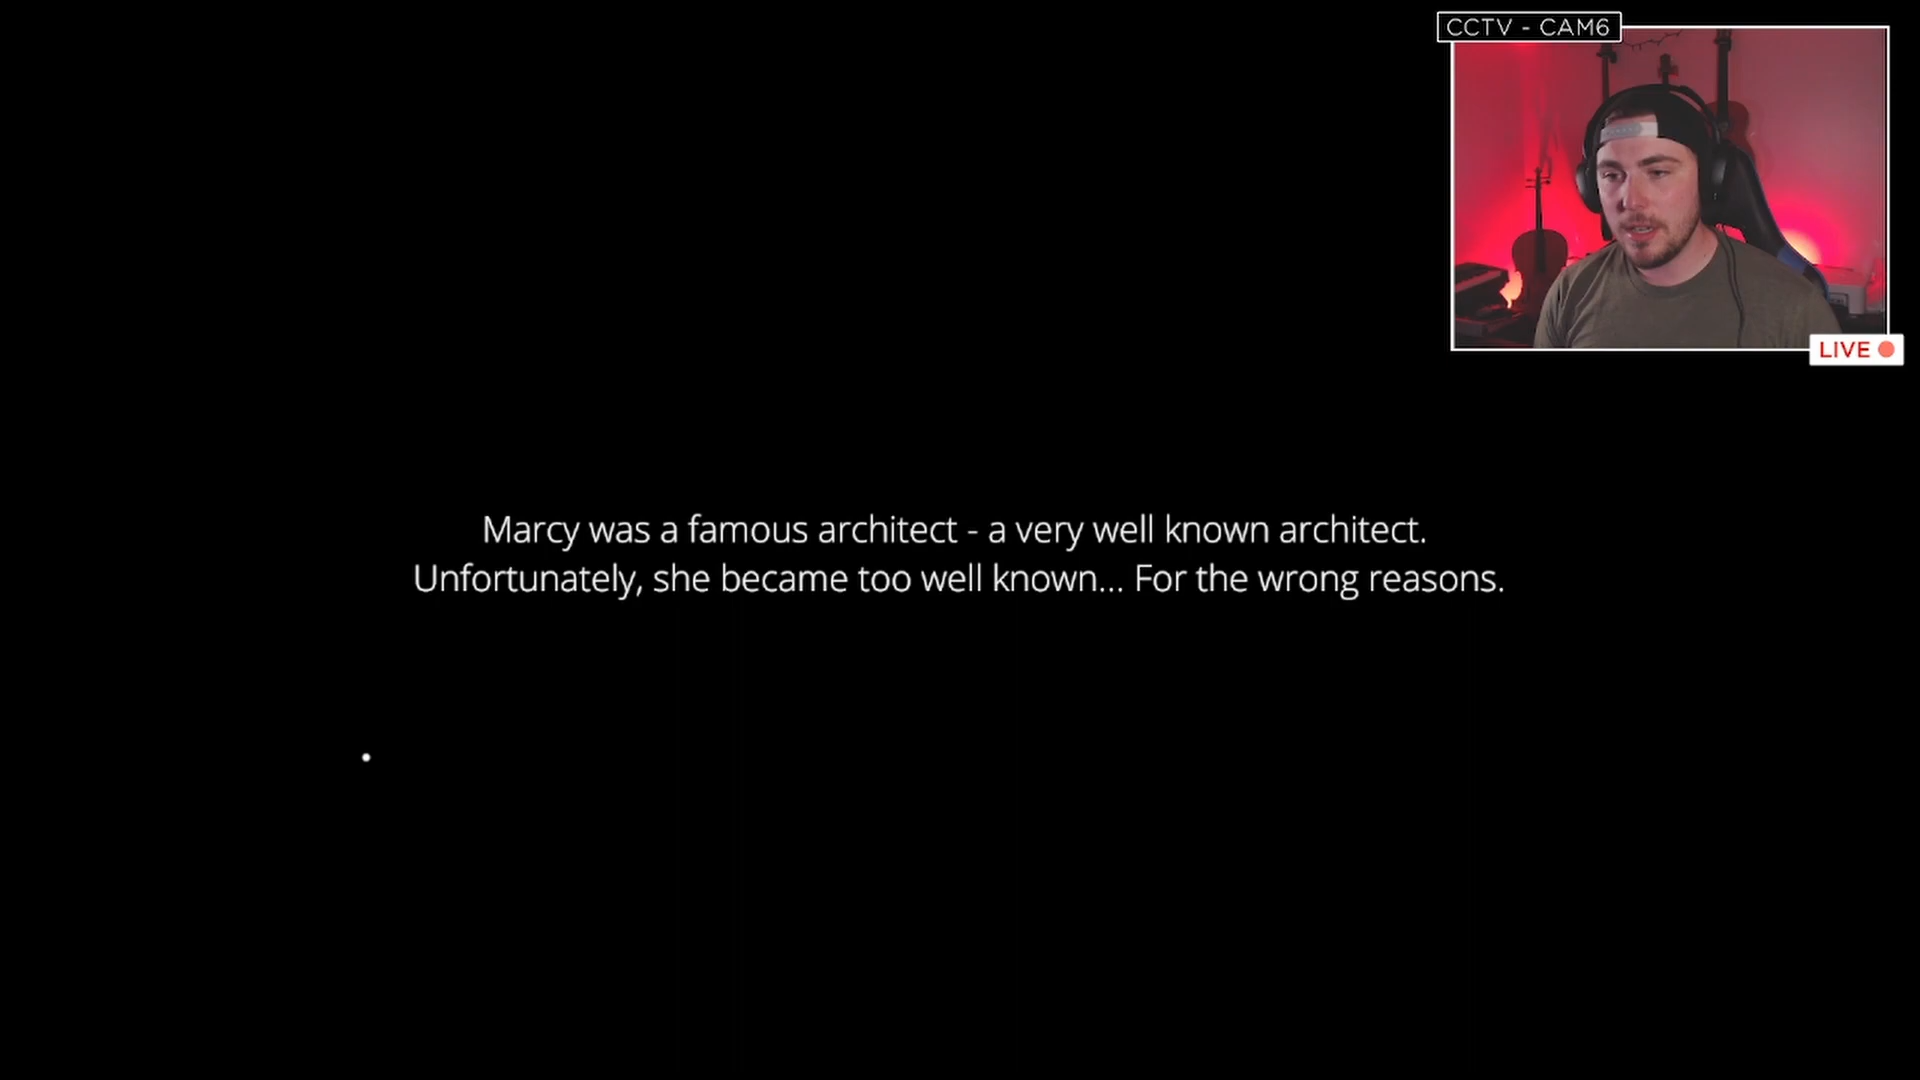 CCTV - CAM6
LIVE
Marcy was a famous architect - a very well known architect.
Unfortunately, she became too well known... For the wrong reasons.